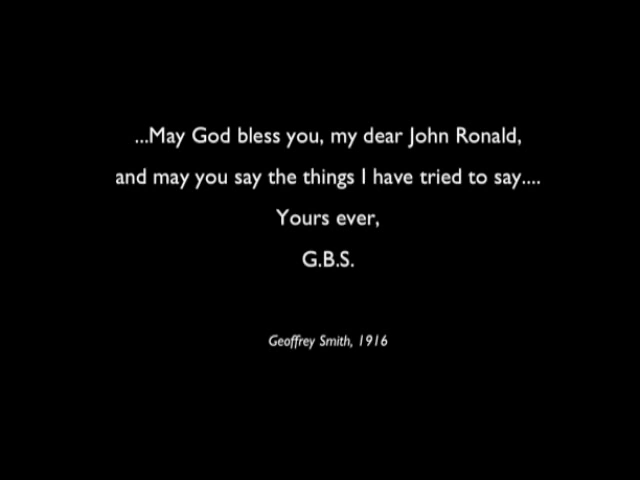 ...May God bless you, my dear John Ronald,
and may you say the things I have tried to say....
Yours ever,
G.B.S.
Geoffrey Smith, 1916